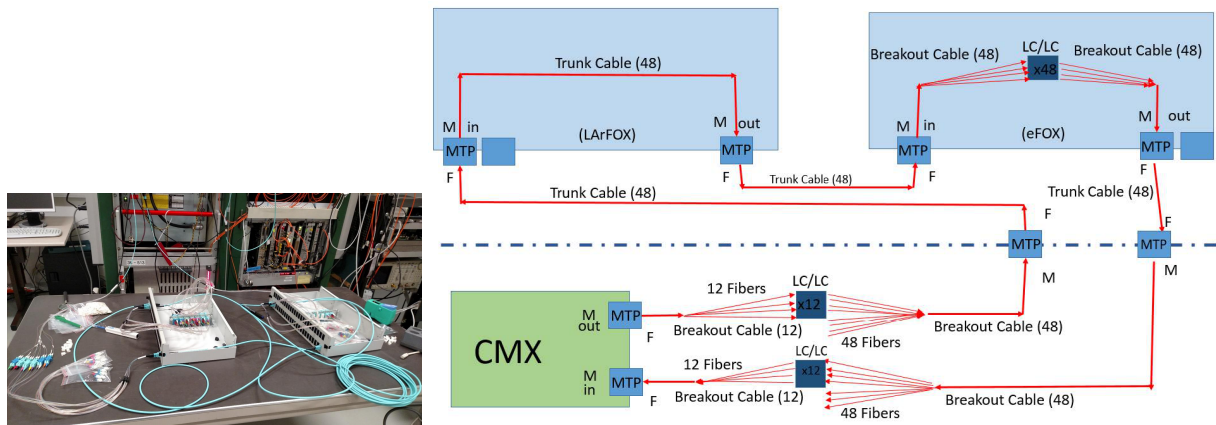 Trunk Cable (48)
M in
(LArFOX)
M out
MTP
MTP
F
F
Trunk Cable (48)
Trunk Cable (48)
Breakout Cable (48)
LC/LC
x48
Breakout Cable (48)
M in
(eFOX)
M out
MTP
MTP
F
F
Trunk Cable (48)
F
F
MTP
MTP
M
M
CMX
M
out
MTP
F
12 Fibers
Breakout Cable (12)
LC/LC
x12
48 Fibers
Breakout Cable (48)
M
in
MTP
F
12 Fibers
Breakout Cable (12)
LC/LC
x12
48 Fibers
Breakout Cable (48)